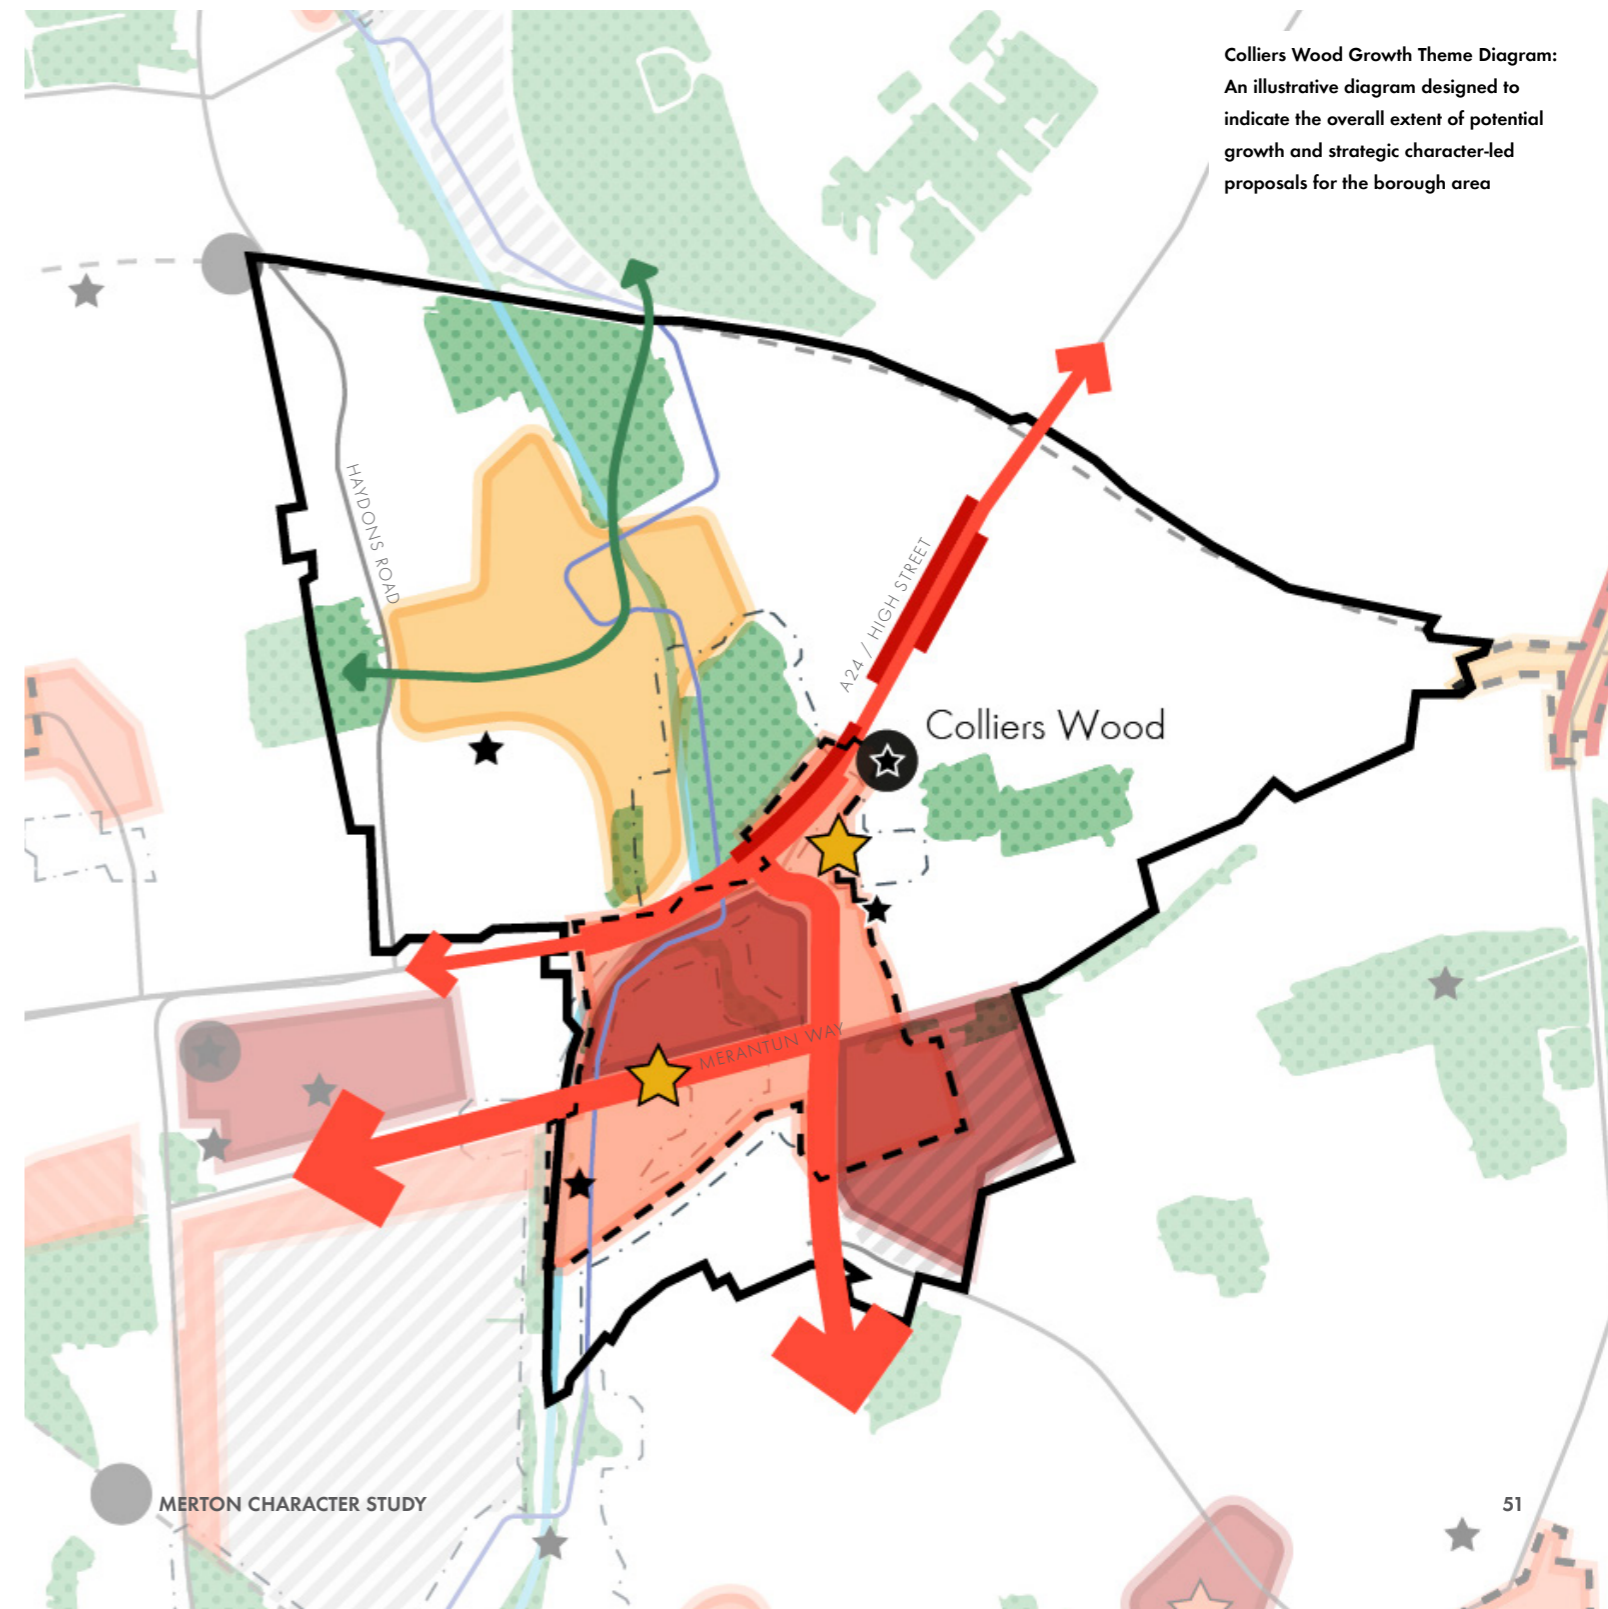 Colliers Wood Growth Theme Diagram:
An illustrative diagram designed to
indicate the overall extent of potential
growth and strategic character-led
proposals for the borough area
HAYDONS ROAD
A24 / HIGH STREET
Colliers Wood
MERANTUN WAY
MERTON CHARACTER STUDY
51